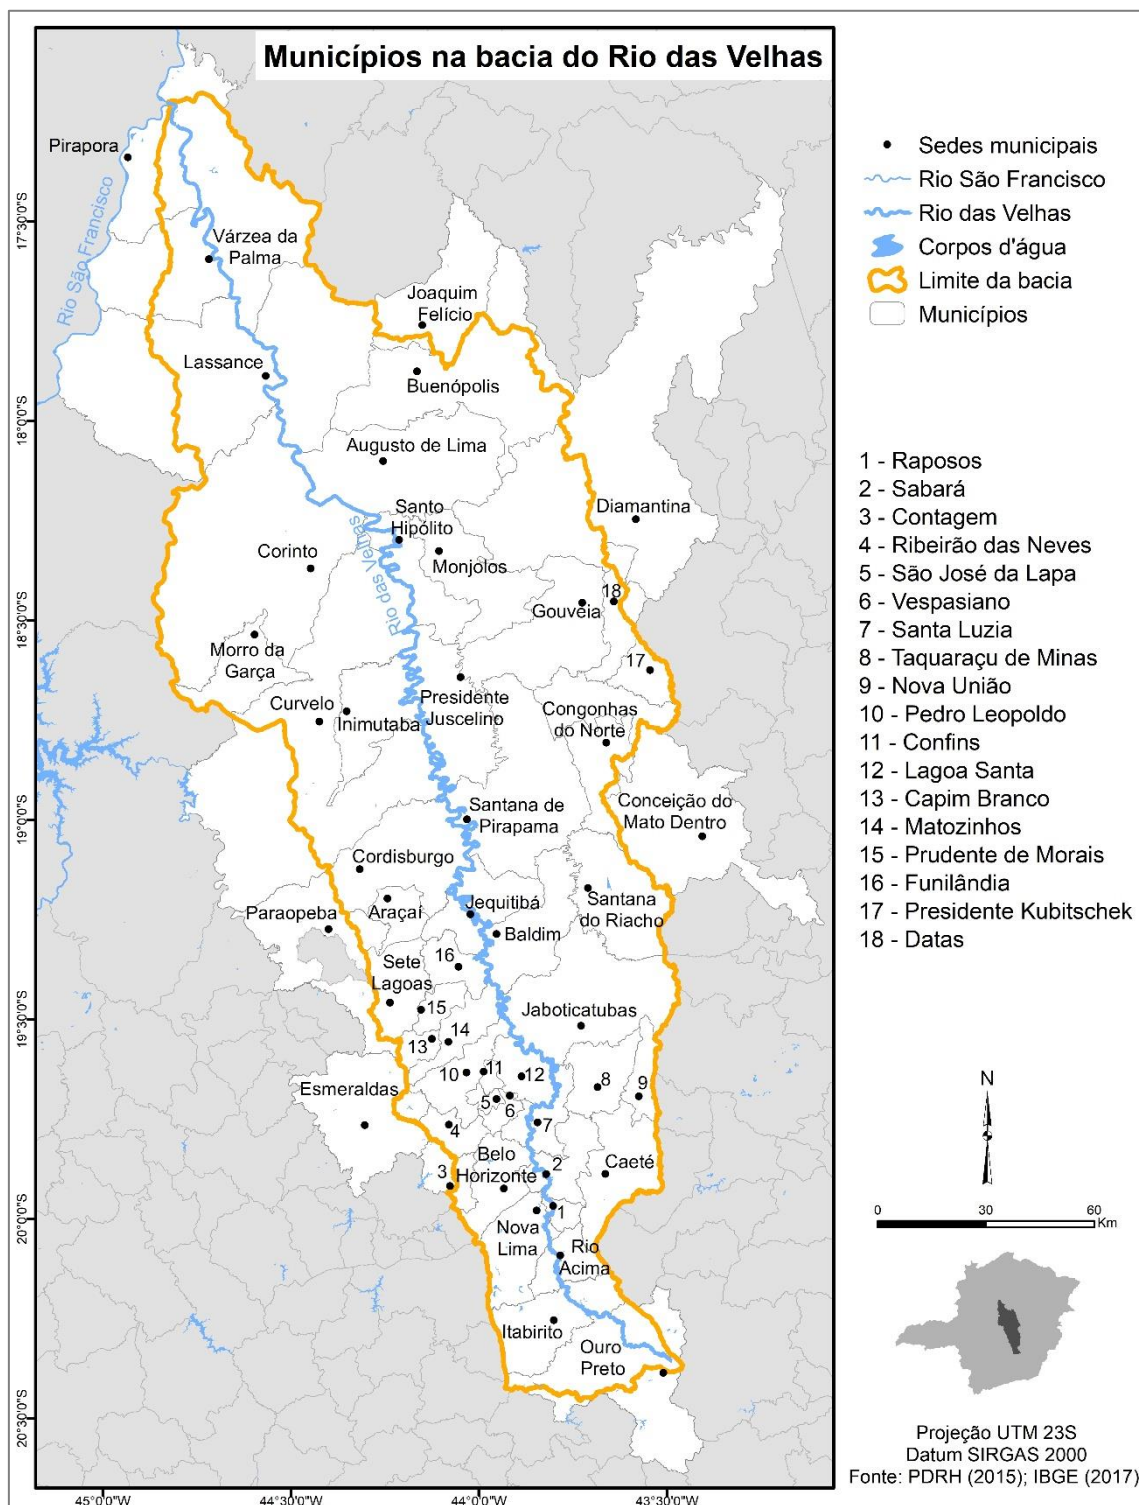 Municípios na bacia do Rio das Velhas
Pirapora
Rio São Francisco
Várzea da
Palma
Joaquim
Felício
Lassance
Buenópolis
Augusto de Lima
Santo
Hipólito
Diamantina
Rio das Velhas
Corinto
Monjolos
Gouveia
18
Morro da
Garça
17
Curvelo
Inimutaba
Presidente
Juscelino
Congonhas
do Norte
Santana de
Pirapama
Conceição do
Mato Dentro
Cordisburgo
Araçaí
Jequitibá
Santana
do Riacho
Paraopeba
Baldim
Sete
Lagoas
16
15
Jaboticatubas
13
14
10
11
12
Esmeraldas
5
6
8
9
4
7
Belo
Horizonte
3
2
Caeté
1
Nova
Lima
Rio
Acima
Itabirito
Ouro
Preto
17°30'0"S
18°0'0"S
18°30'0"S
19°0'0"S
19°30'0"S
20°0'0"S
20°30'0"S
45°0'0"W
44°30'0"W
44°0'0"W
43°30'0"W
Sedes municipais
Rio São Francisco
Rio das Velhas
Corpos d'água
Limite da bacia
Municípios
1 - Raposos
2 - Sabará
3 - Contagem
4 - Ribeirão das Neves
5 - São José da Lapa
6 - Vespasiano
7 - Santa Luzia
8 - Taquaraçu de Minas
9 - Nova União
10 - Pedro Leopoldo
11 - Confins
12 - Lagoa Santa
13 - Capim Branco
14 - Matozinhos
15 - Prudente de Morais
16 - Funilândia
17 - Presidente Kubitschek
18 - Datas
N
0 30 60
Km
Projeção UTM 23S
Datum SIRGAS 2000
Fonte: PDRH (2015); IBGE (2017)